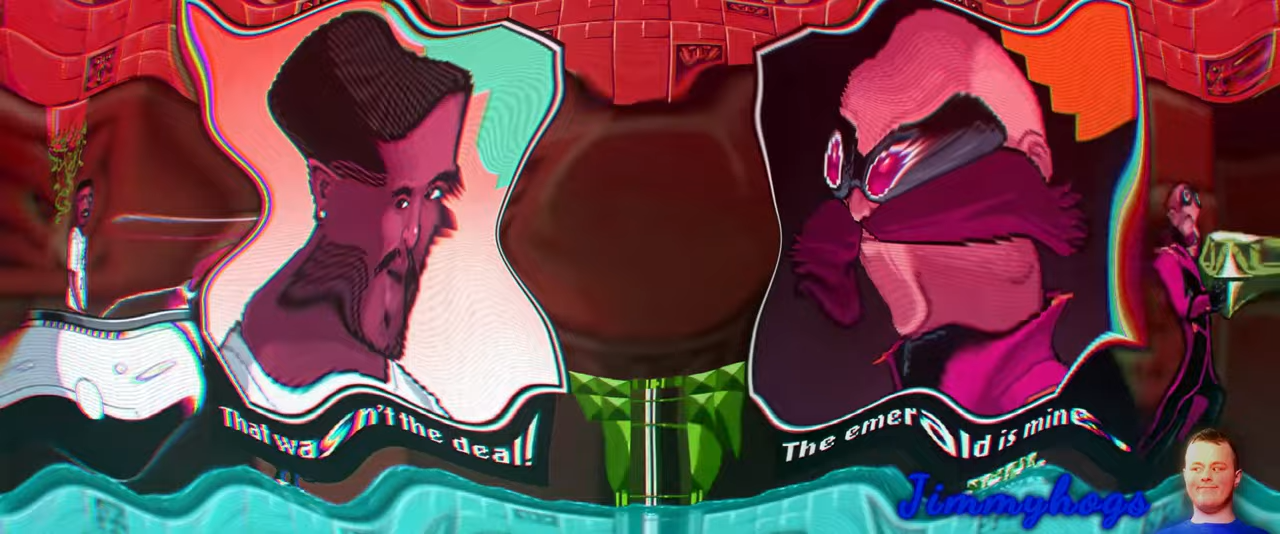 That wasn't the deal!
The emerald is mine
Jimmyhogs